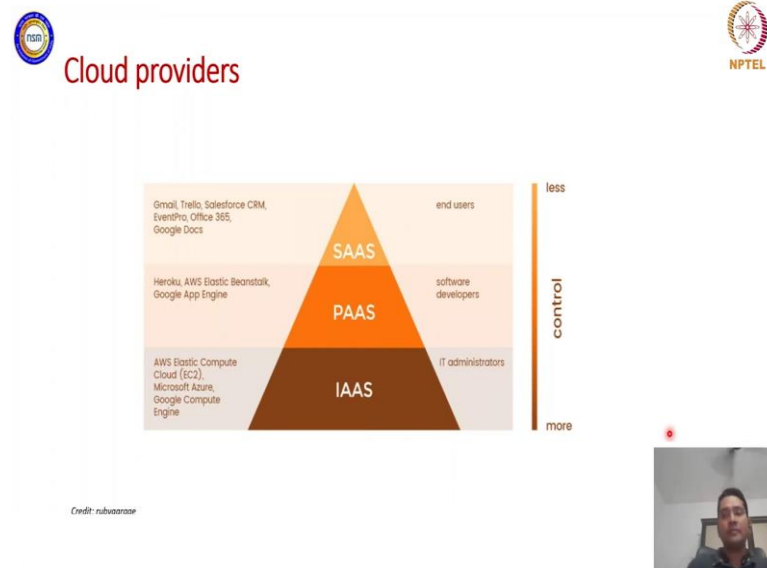 nsm
NPTEL
Cloud providers
Gmail, Trello, Salesforce CRM,
EventPro, Office 365,
Google Docs
SAAS
end users
less
Heroku, AWS Elastic Beanstalk,
Google App Engine
PAAS
software
developers
control
AWS Elastic Compute
Cloud (EC2),
Microsoft Azure,
Google Compute
Engine
IAAS
IT administrators
more
Credit: rubygarage